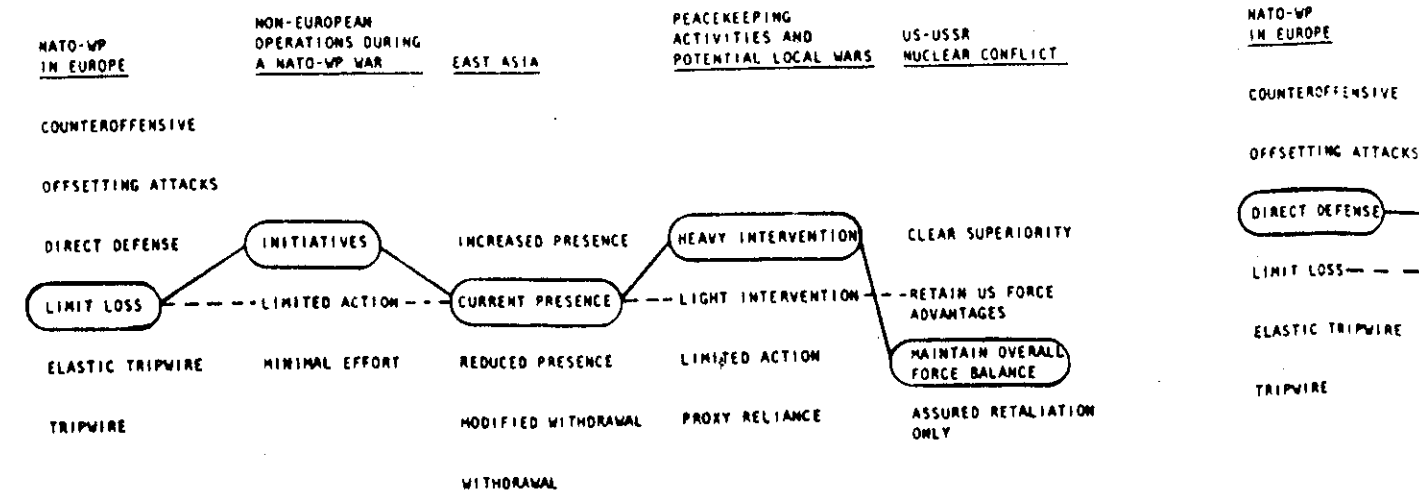 NATO-WP
IN EUROPE
COUNTEROFFENSIVE
OFFSETTING ATTACKS
DIRECT DEFENSE
LIMIT LOSS
ELASTIC TRIPWIRE
TRIPWIRE
NON-EUROPEAN
OPERATIONS DURING
A NATO-WP WAR
INITIATIVES
LIMITED ACTION
MINIMAL EFFORT
EAST ASIA
INCREASED PRESENCE
CURRENT PRESENCE
REDUCED PRESENCE
MODIFIED WITHDRAWAL
WITHDRAWAL
PEACEKEEPING
ACTIVITIES AND
POTENTIAL LOCAL WARS
HEAVY INTERVENTION
LIGHT INTERVENTION
LIMITED ACTION
PROXY RELIANCE
US-USSR
NUCLEAR CONFLICT
CLEAR SUPERIORITY
RETAIN US FORCE
ADVANTAGES
MAINTAIN OVERALL
FORCE BALANCE
ASSURED RETALIATION
ONLY
NATO-WP
IN EUROPE
COUNTEROFFENSIVE
OFFSETTING ATTACKS
DIRECT DEFENSE
LIMIT LOSS
ELASTIC TRIPWIRE
TRIPWIRE